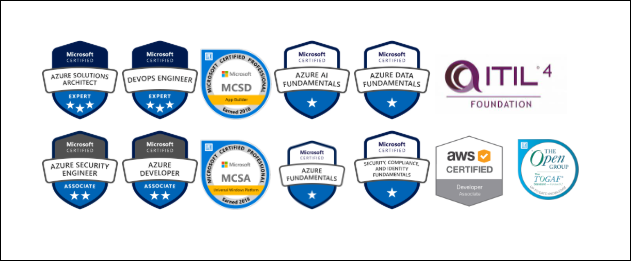 Microsoft
CERTIFIED
AZURE SOLUTIONS
ARCHITECT
EXPERT
Microsoft
CERTIFIED
DEVOPS ENGINEER
EXPERT
MICROSOFT CERTIFIED PROFESSIONAL
Microsoft
MCSD
App Builder
Earned 2018
Microsoft
CERTIFIED
AZURE AI
FUNDAMENTALS
Microsoft
CERTIFIED
AZURE DATA
FUNDAMENTALS
ITIL 4
FOUNDATION
Microsoft
CERTIFIED
AZURE SECURITY
ENGINEER
ASSOCIATE
Microsoft
CERTIFIED
AZURE
DEVELOPER
ASSOCIATE
MICROSOFT CERTIFIED PROFESSIONAL
Microsoft
MCSA
Universal Windows Platform
Earned 2018
Microsoft
CERTIFIED
AZURE
FUNDAMENTALS
Microsoft
CERTIFIED
SECURITY, COMPLIANCE,
AND IDENTITY
FUNDAMENTALS
aws
CERTIFIED
Developer
Associate
THE
Open
GROUP
TOGAF